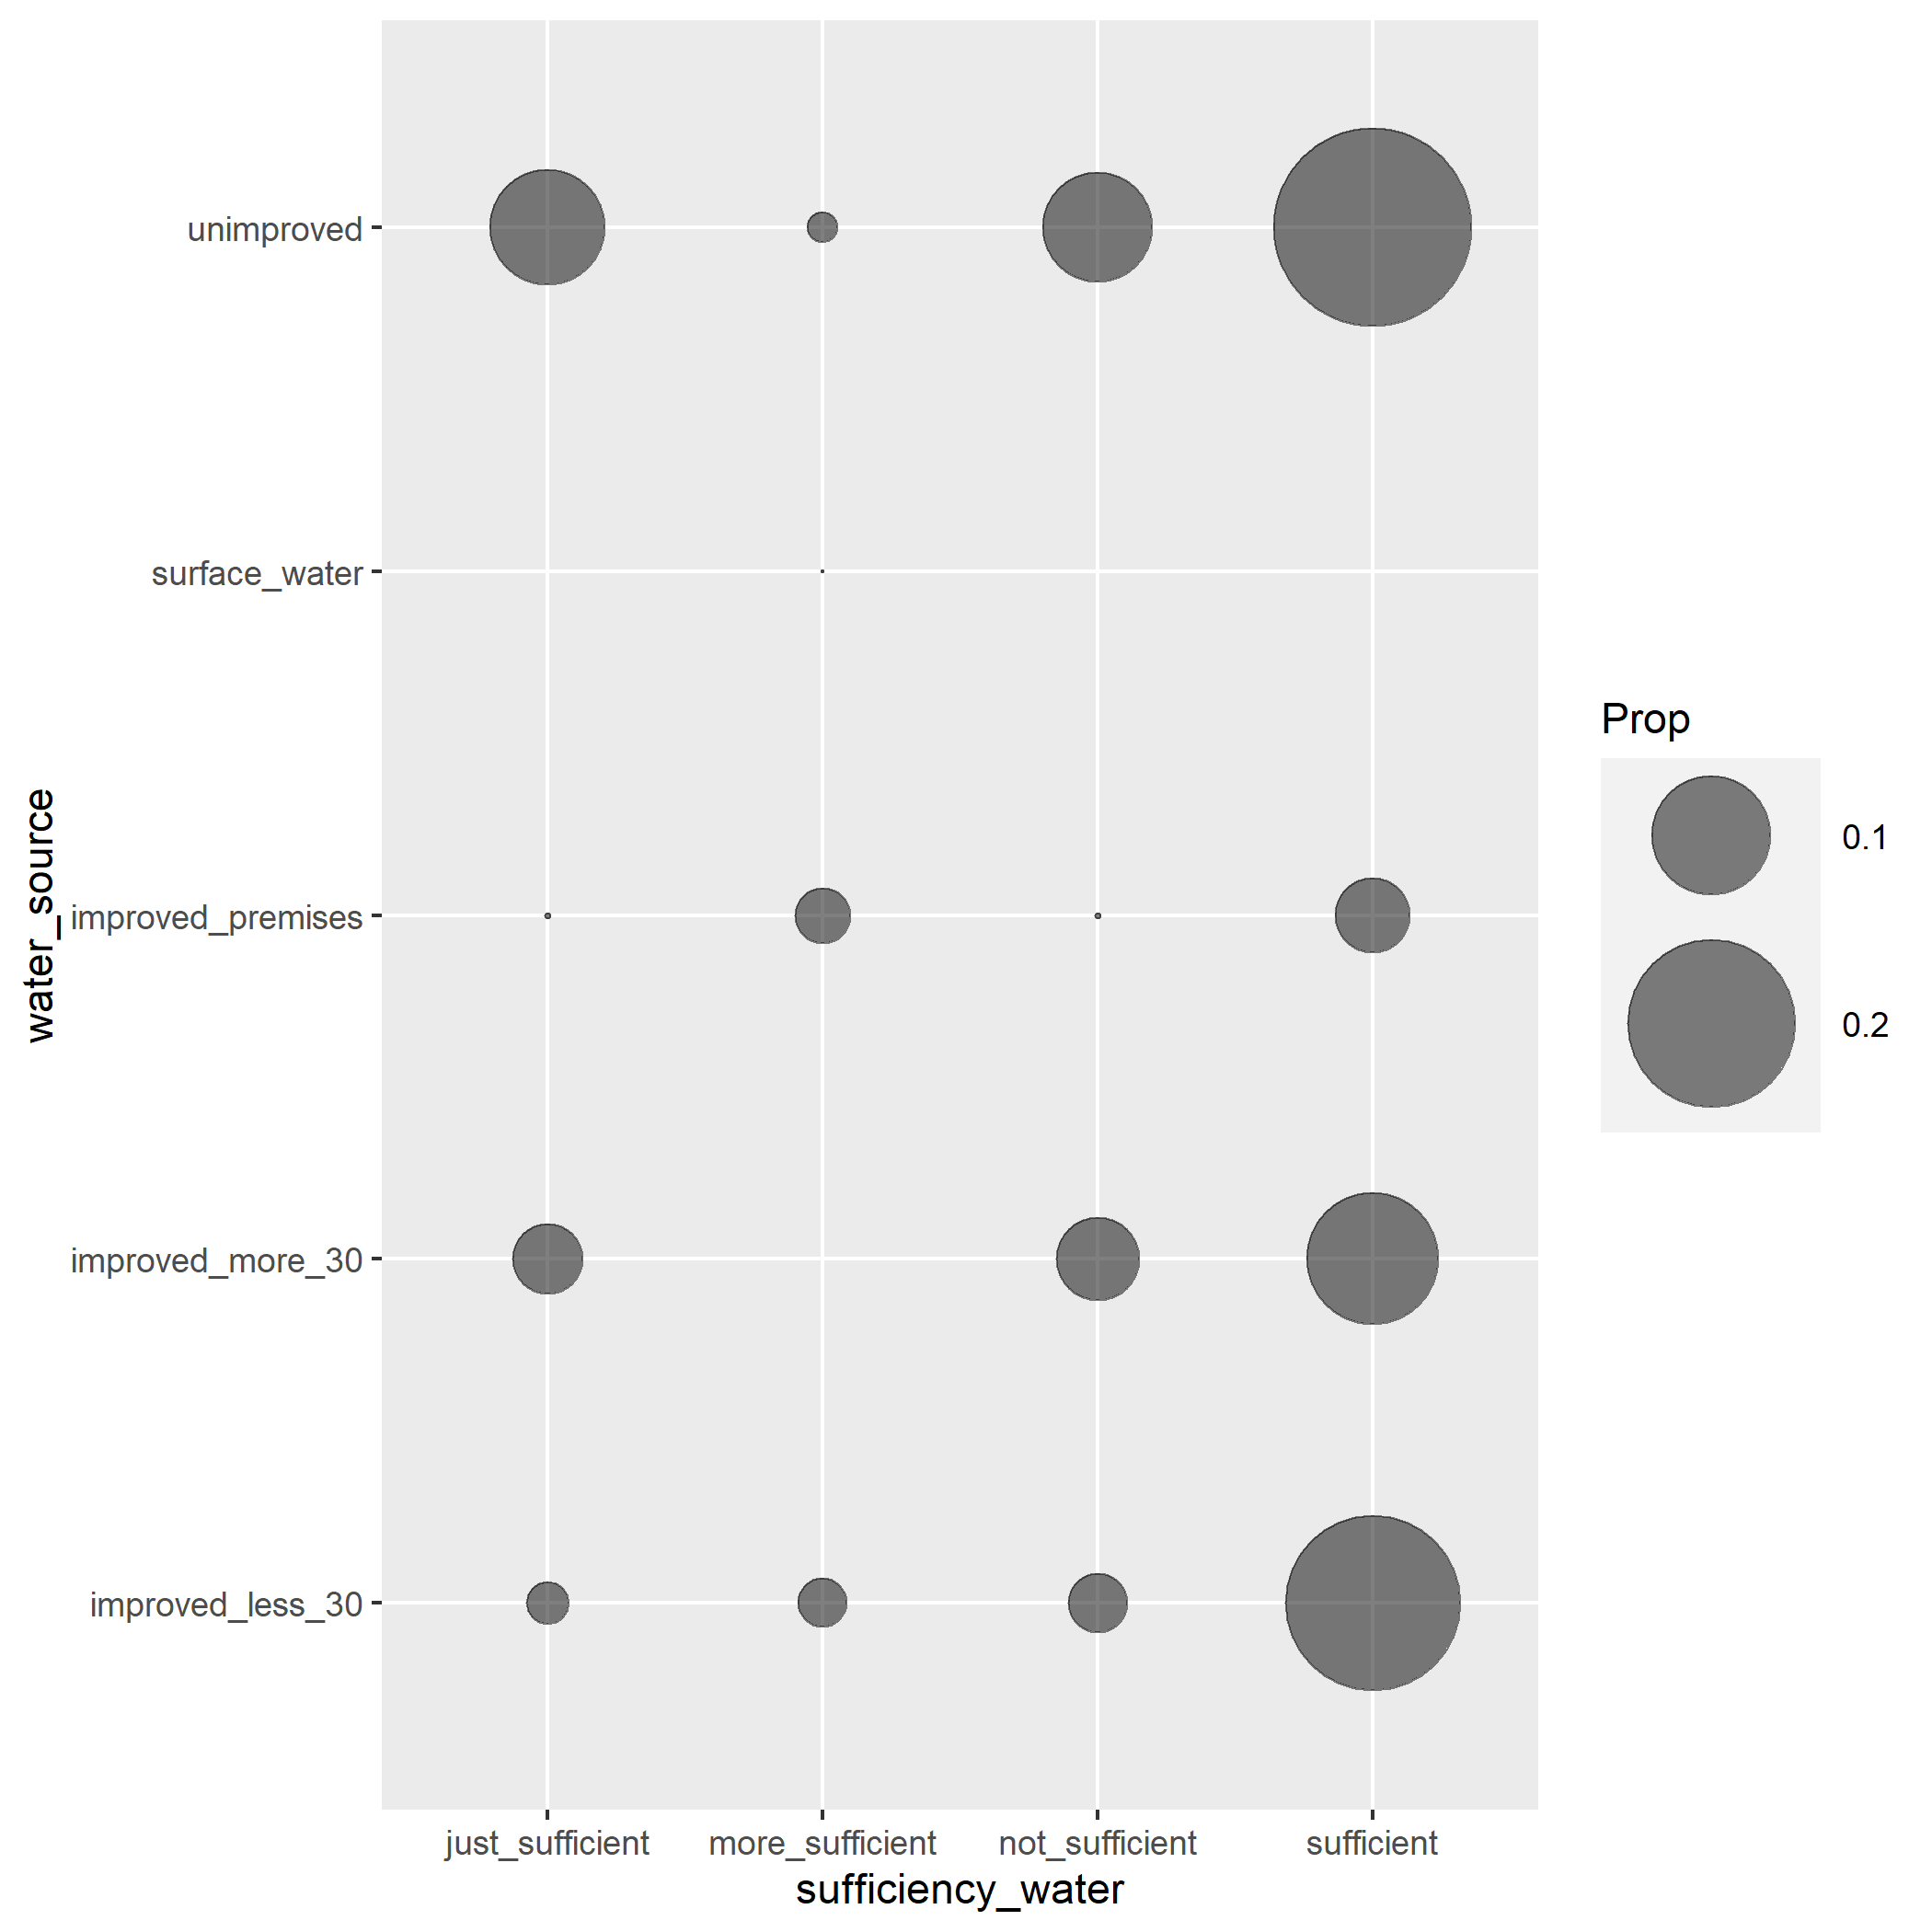 unimproved
surface_water
improved_premises
improved_more_30
improved_less_30
water_source
just_sufficient
more_sufficient
not_sufficient
sufficient
sufficiency_water
Prop
0.1
0.2